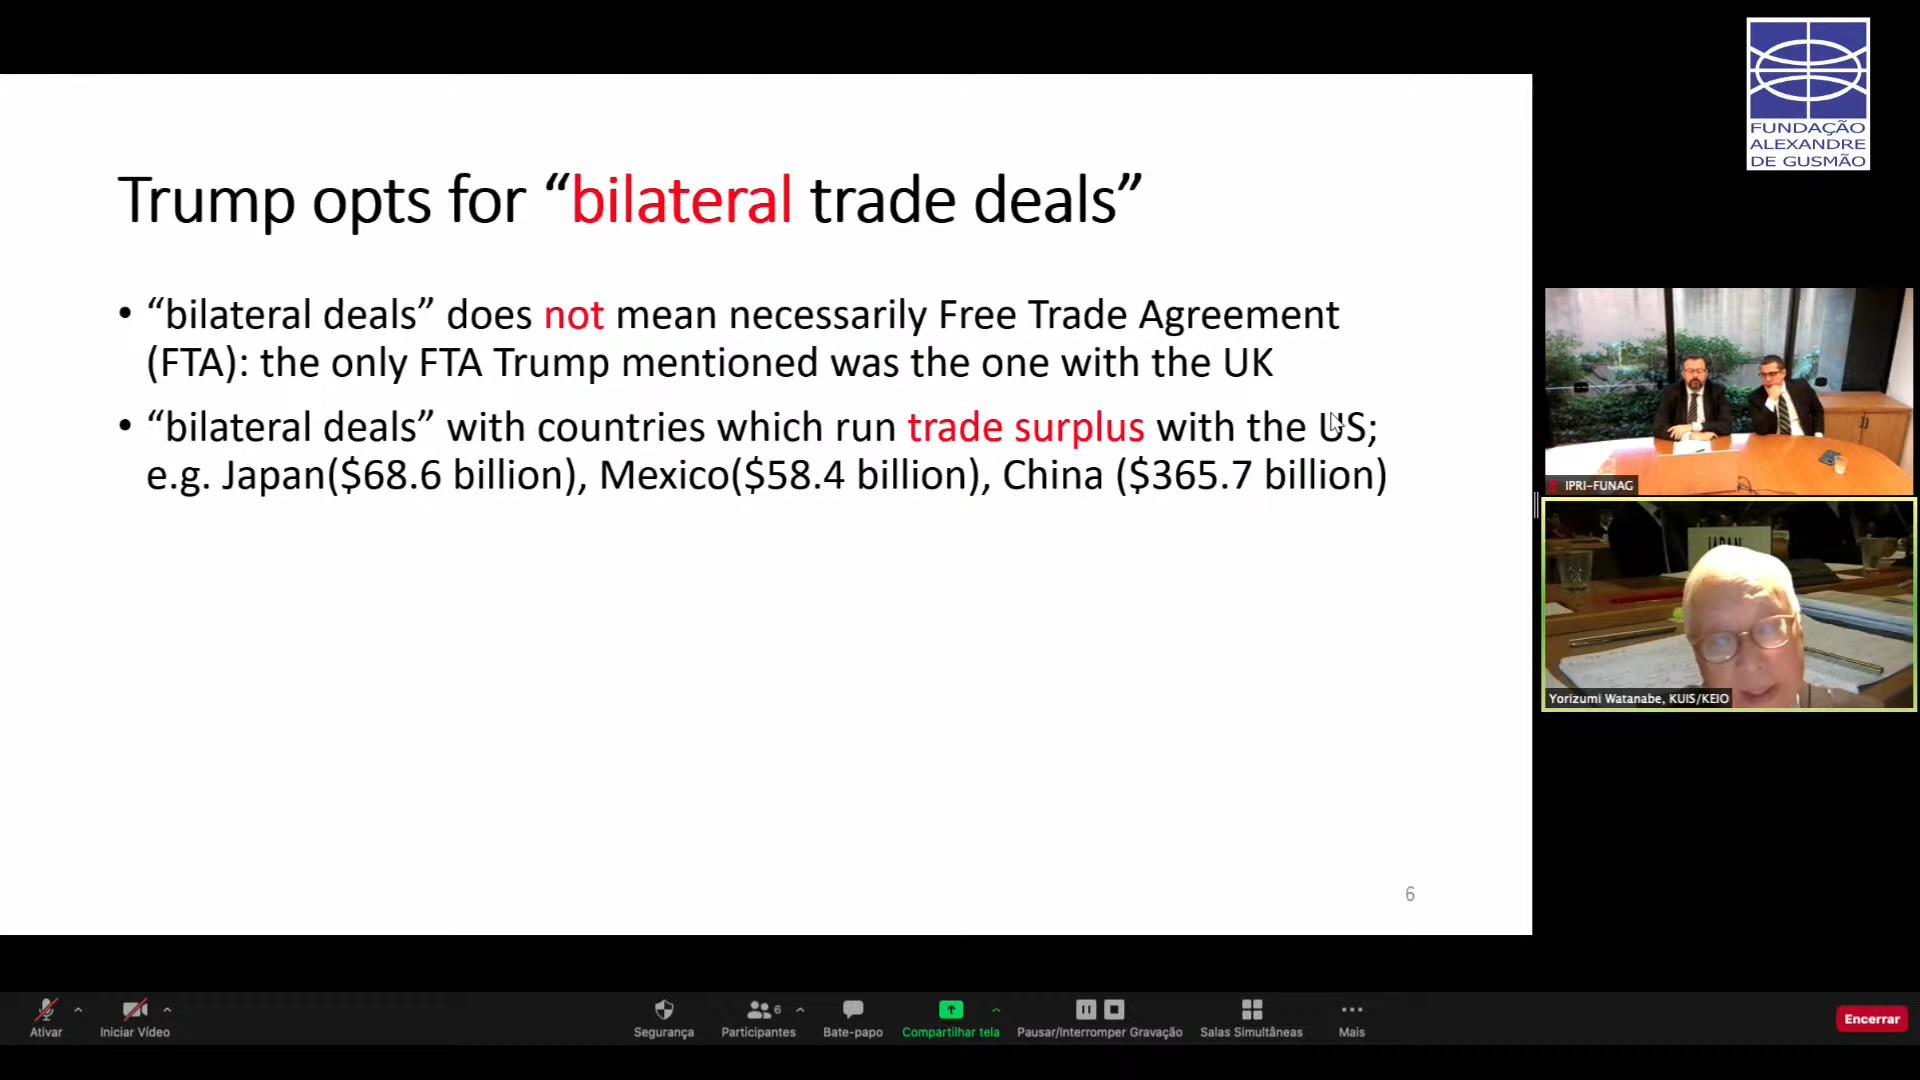 FUNDAÇÃO
ALEXANDRE
DE GUSMÃO
Trump opts for “bilateral trade deals”
• “bilateral deals” does not mean necessarily Free Trade Agreement
(FTA): the only FTA Trump mentioned was the one with the UK
• “bilateral deals” with countries which run trade surplus with the US;
e.g. Japan($68.6 billion), Mexico($58.4 billion), China ($365.7 billion)
6
IPRI-FUNAG
JAPAN
Yorizumi Watanabe, KUIS/KEIO
Ativar
Iniciar Vídeo
Segurança
Participantes 6
Bate-papo
Compartilhar tela
Pausar/Interromper Gravação
Salas Simultâneas
Mais
Encerrar